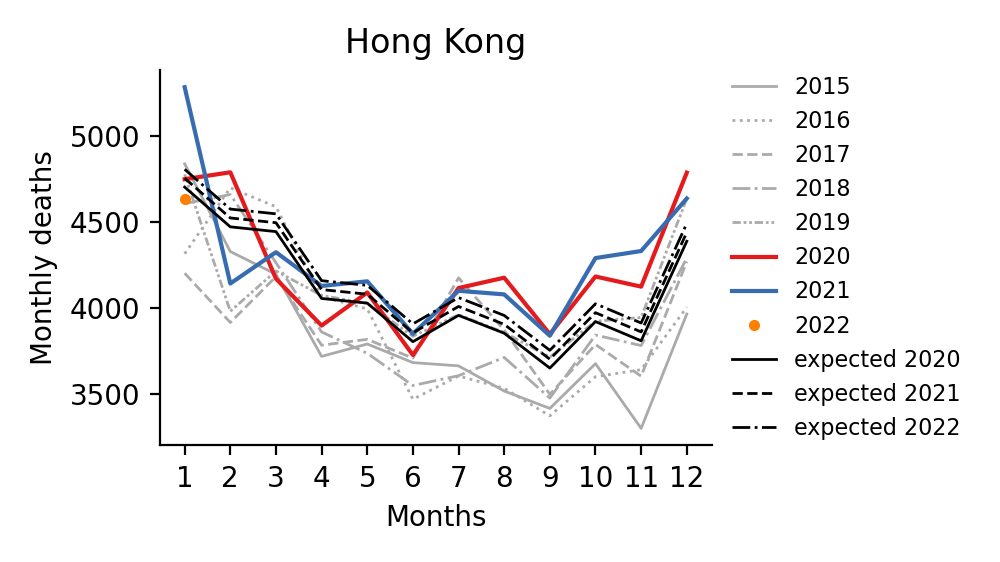 Hong Kong
Monthly deaths
5000
4500
4000
3500
1 2 3 4 5 6 7 8 9 10 11 12
Months
2015
2016
2017
2018
2019
2020
2021
2022
expected 2020
expected 2021
expected 2022